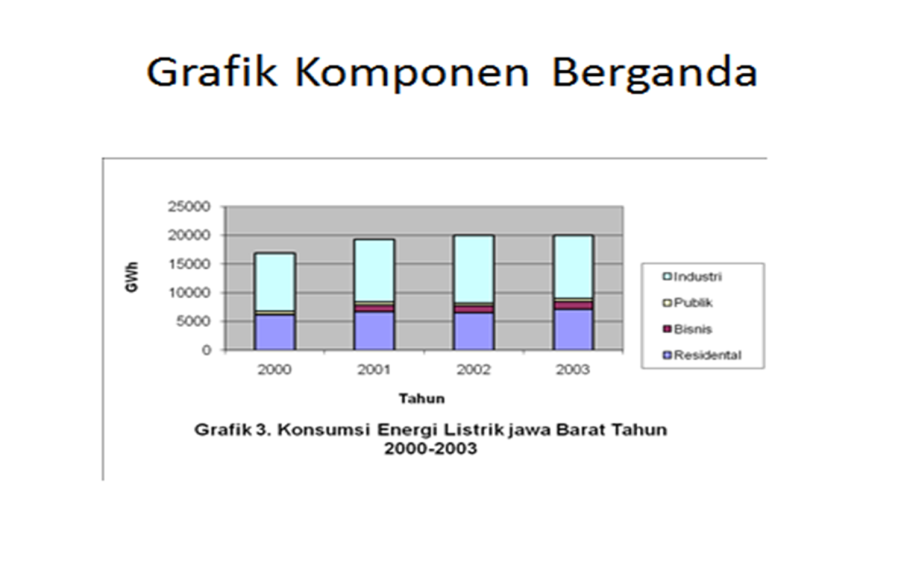 Grafik Komponen Berganda
25000
20000
15000
10000
5000
0
GWh
2000 2001 2002 2003
Tahun
Industri
Publik
Bisnis
Residental
Grafik 3. Konsumsi Energi Listrik jawa Barat Tahun
2000-2003